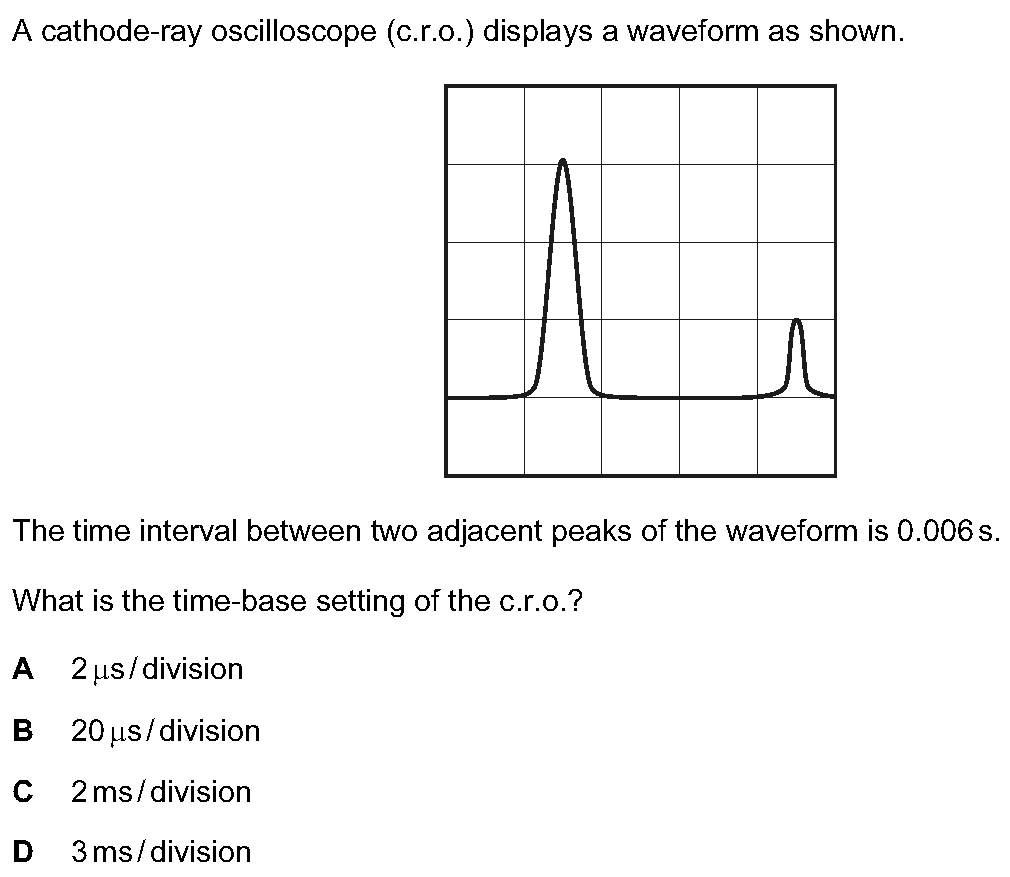 A cathode-ray oscilloscope (c.r.o.) displays a waveform as shown.
The time interval between two adjacent peaks of the waveform is 0.006 s.
What is the time-base setting of the c.r.o.?
A 2 μs / division
B 20 μs / division
C 2 ms / division
D 3 ms / division